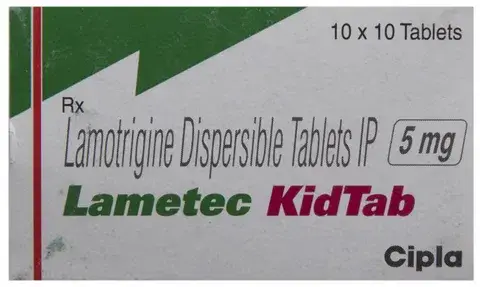 10 x 10 Tablets
Rx
Lamotrigine Dispersible Tablets IP 5 mg
Lametec KidTab
Cipla